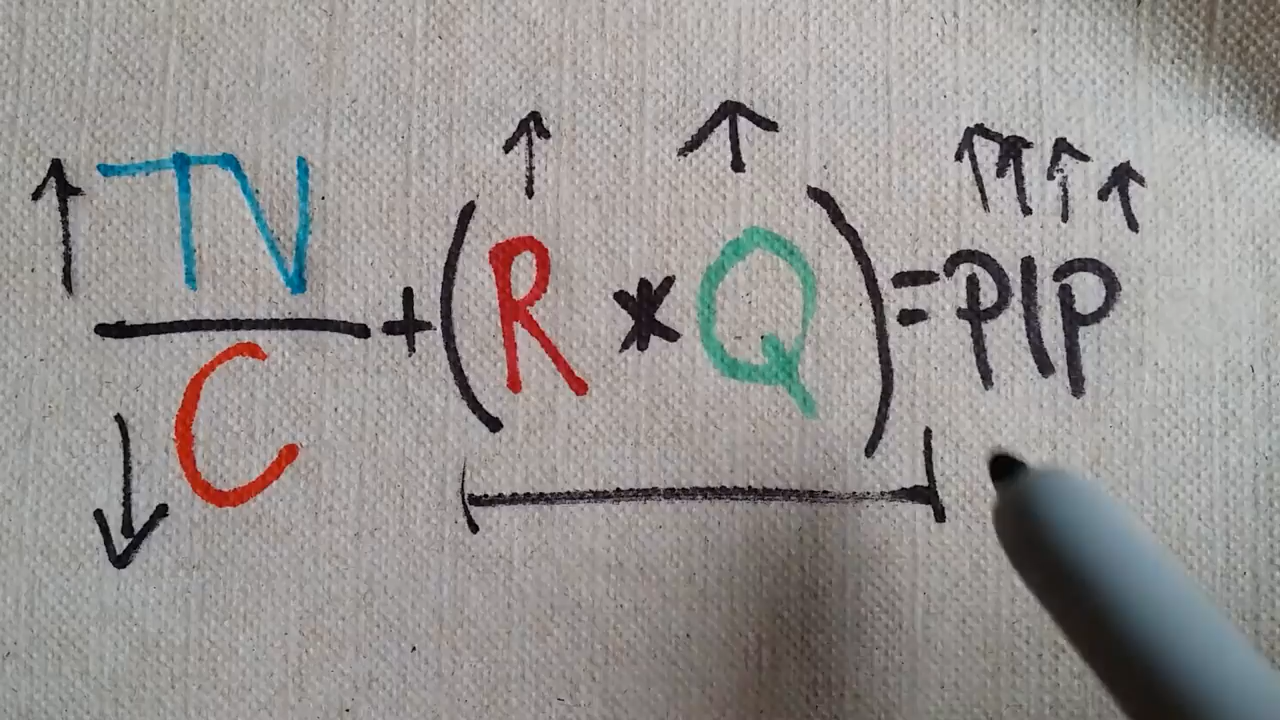 TV
—
C + (R * Q) = PIP